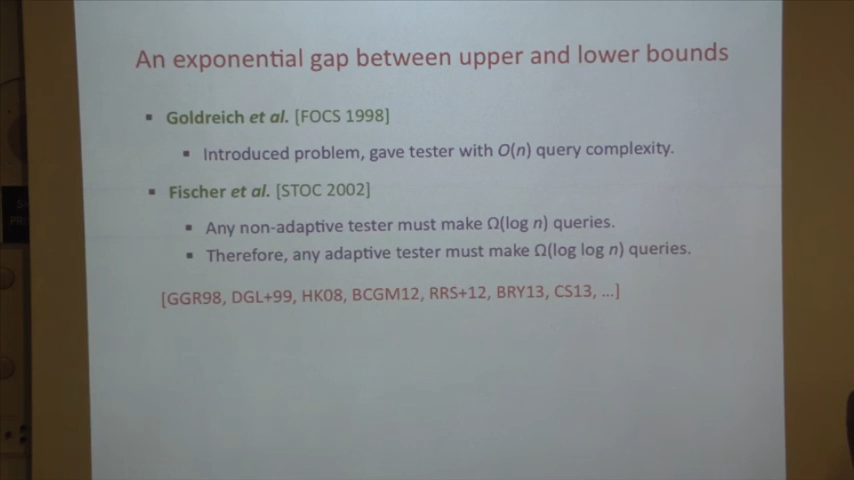 An exponential gap between upper and lower bounds
▪ Goldreich et al. [FOCS 1998]
▪ Introduced problem, gave tester with O(n) query complexity.
▪ Fischer et al. [STOC 2002]
▪ Any non-adaptive tester must make Ω(log n) queries.
▪ Therefore, any adaptive tester must make Ω(log log n) queries.
[GGR98, DGL+99, HK08, BCGM12, RRS+12, BRY13, CS13, ...]